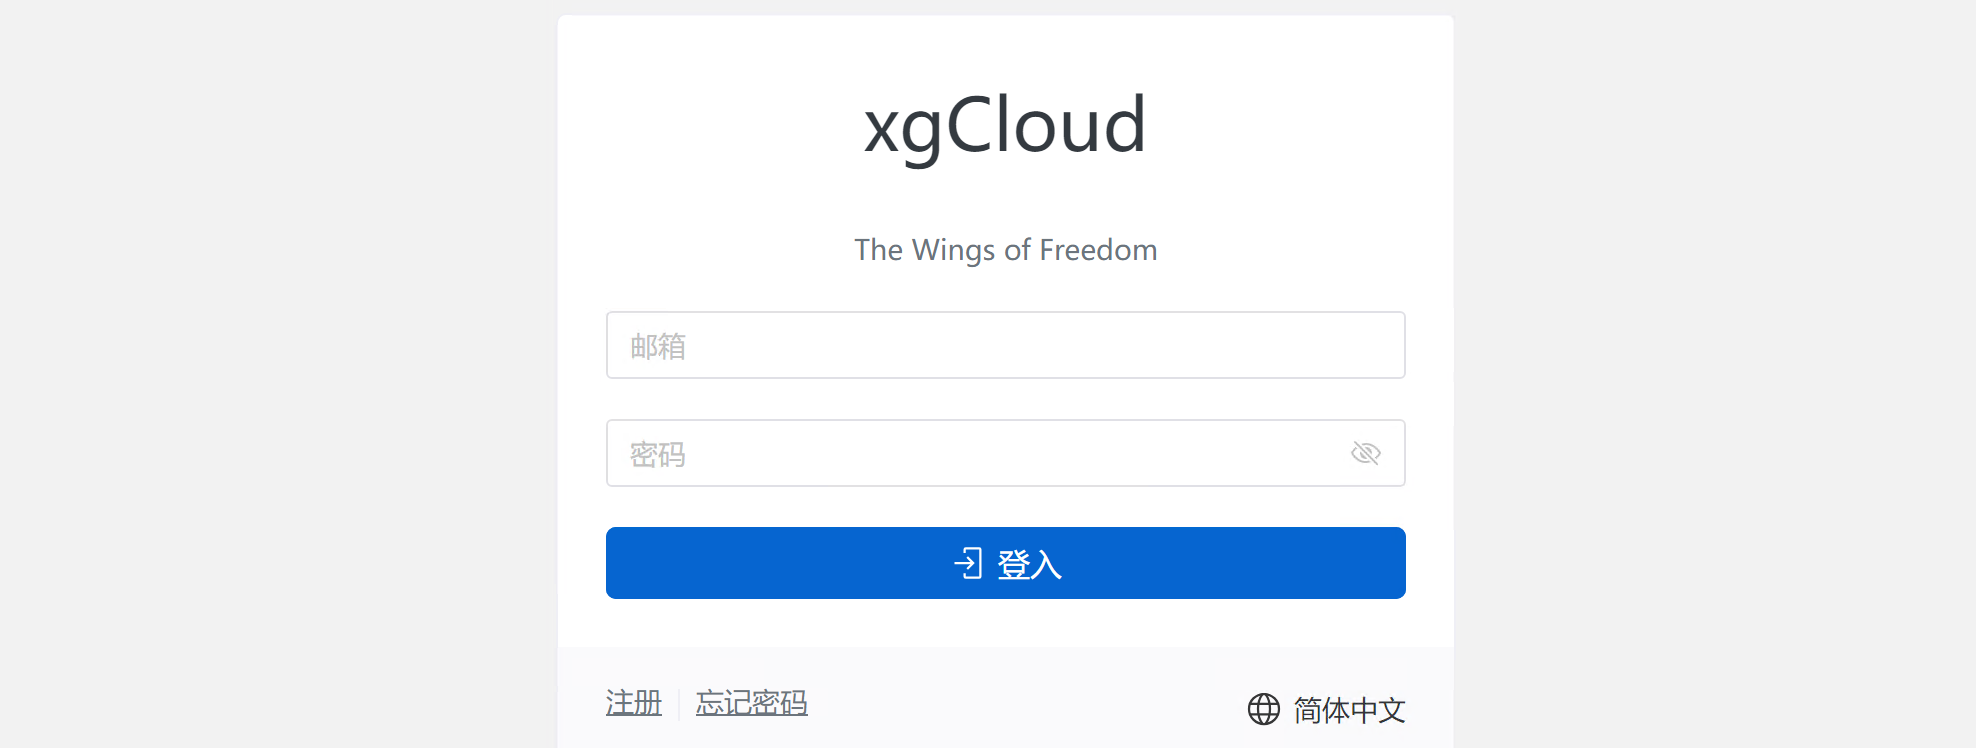 xgCloud
The Wings of Freedom
邮箱
密码
登入
注册 忘记密码 简体中文